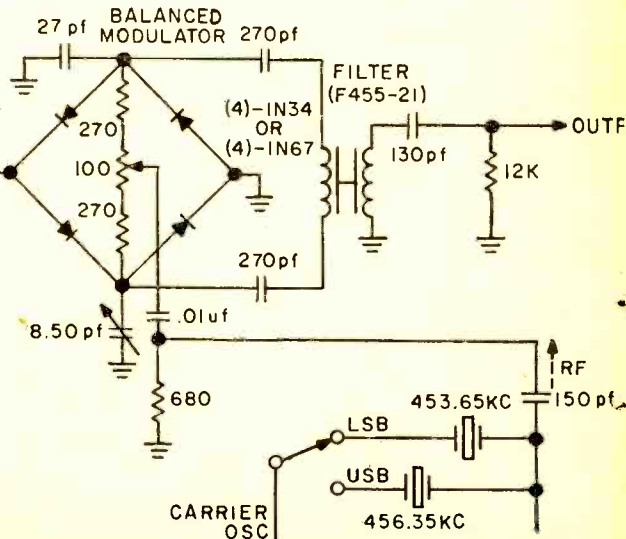 BALANCED
MODULATOR
27 pf
270pf
FILTER
(F455-21)
(4)-IN34
OR
(4)-IN67
270
100
270
130pf
OUTF
12K
270pf
8.50 pf
.01uf
680
RF
150 pf
453.65KC
LSB
USB
456.35KC
CARRIER
OSC